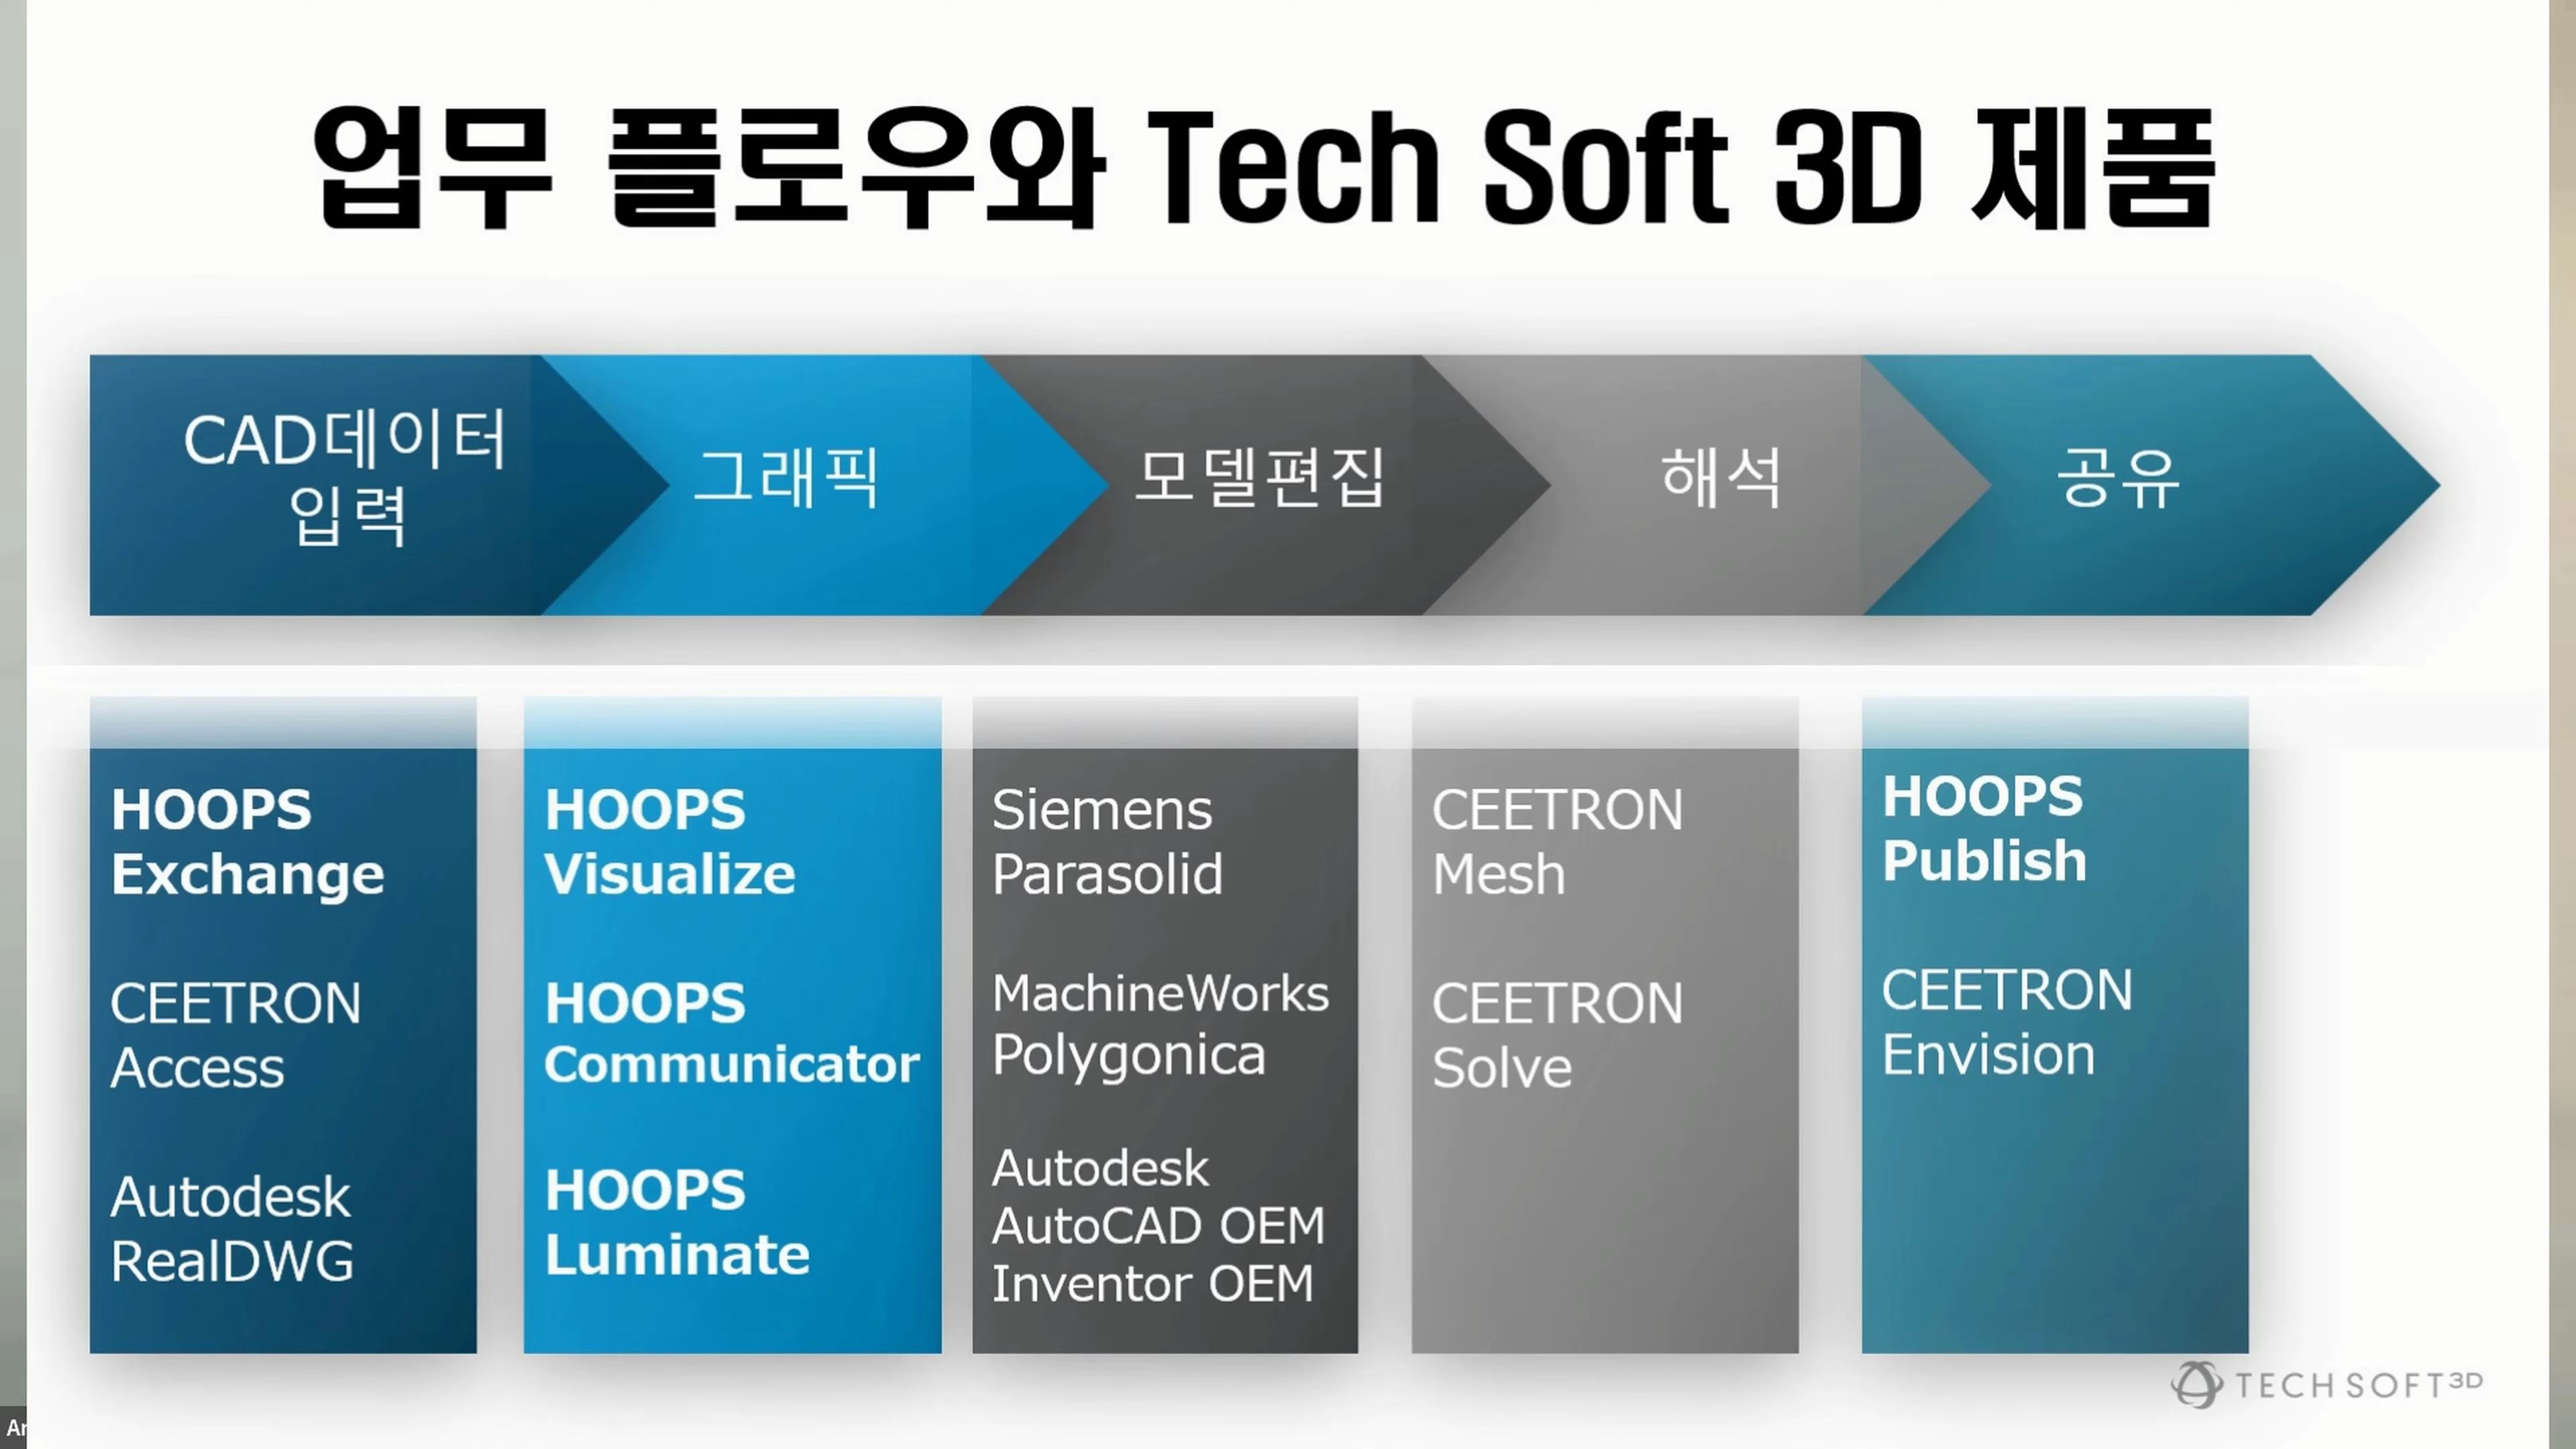 업무 플로우와 Tech Soft 3D 제품
CAD데이터
입력
그래픽
모델편집
해석
공유
HOOPS
Exchange
CEETRON
Access
Autodesk
RealDWG
HOOPS
Visualize
HOOPS
Communicator
HOOPS
Luminate
Siemens
Parasolid
MachineWorks
Polygonica
Autodesk
AutoCAD OEM
Inventor OEM
CEETRON
Mesh
CEETRON
Solve
HOOPS
Publish
CEETRON
Envision
TECH SOFT 3D